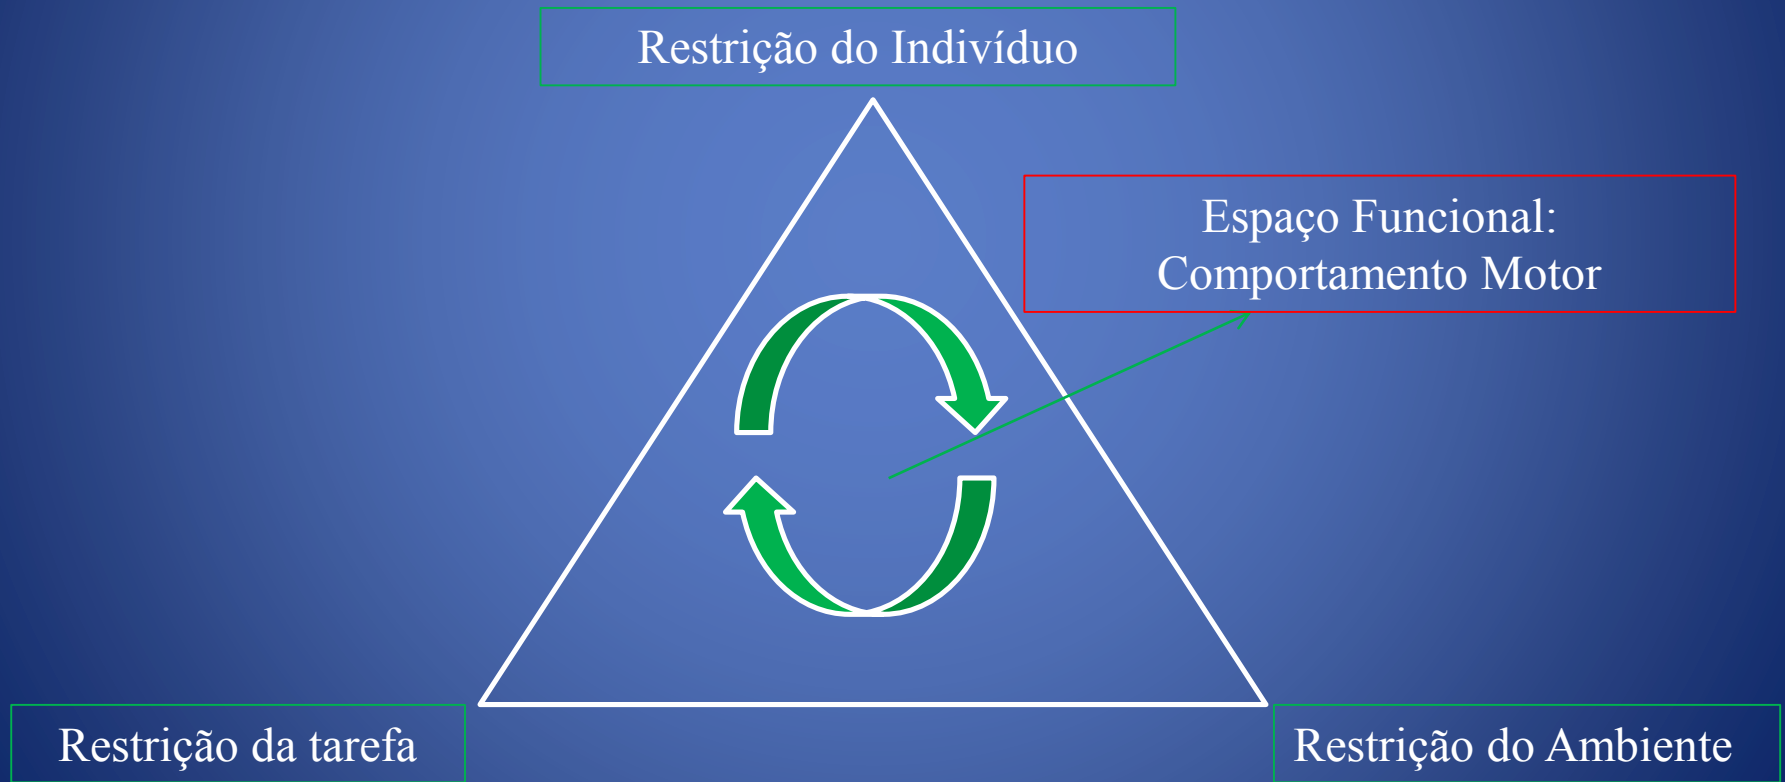 Restrição do Indivíduo
Espaço Funcional:
Comportamento Motor
Restrição da tarefa
Restrição do Ambiente